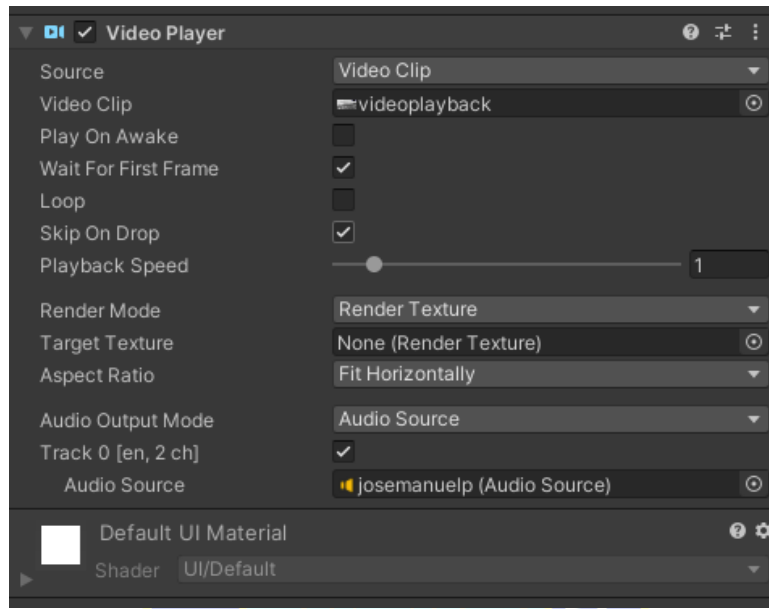 Video Player
Source Video Clip
Video Clip videoplayback
Play On Awake
Wait For First Frame
Loop
Skip On Drop
Playback Speed 1
Render Mode Render Texture
Target Texture None (Render Texture)
Aspect Ratio Fit Horizontally
Audio Output Mode Audio Source
Track 0 [en, 2 ch]
Audio Source josemanuelp (Audio Source)
Default UI Material
Shader UI/Default